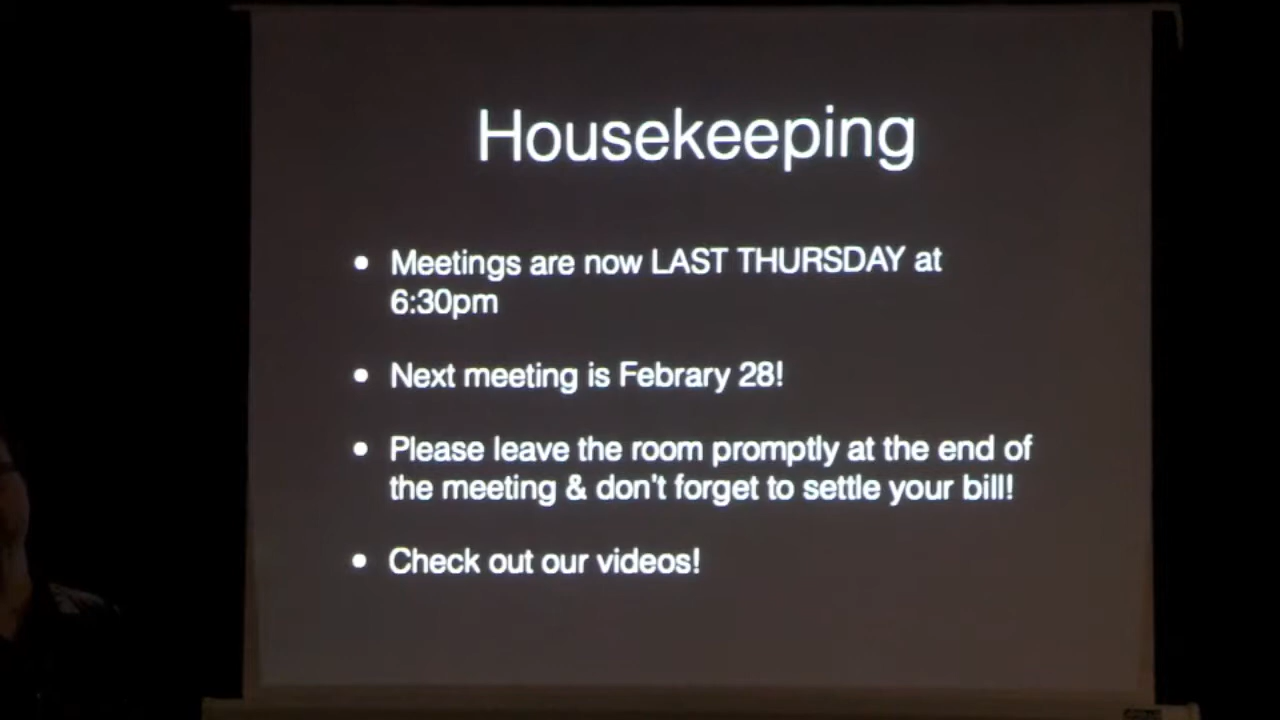 Housekeeping
• Meetings are now LAST THURSDAY at
6:30pm
• Next meeting is Febrary 28!
• Please leave the room promptly at the end of
the meeting & don't forget to settle your bill!
• Check out our videos!